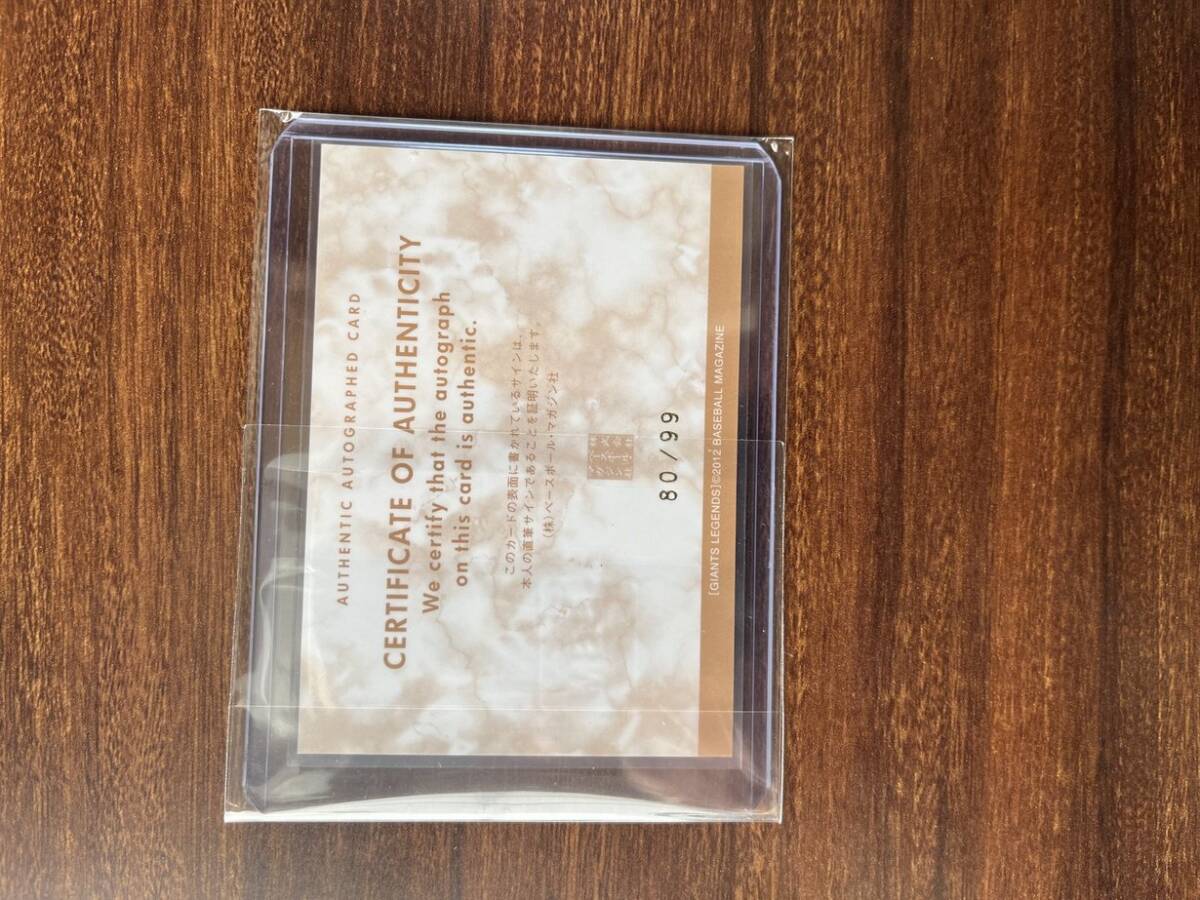 AUTHENTIC AUTOGRAPHED CARD
CERTIFICATE OF AUTHENTICITY
We certify that the autograph
on this card is authentic.
このカードの表面に書かれているサインは、
本人の直筆サインであることを証明いたします。
(株)ベースボール・マガジン社
80/99
[GIANTS LEGENDS]©2012 BASEBALL MAGAZINE